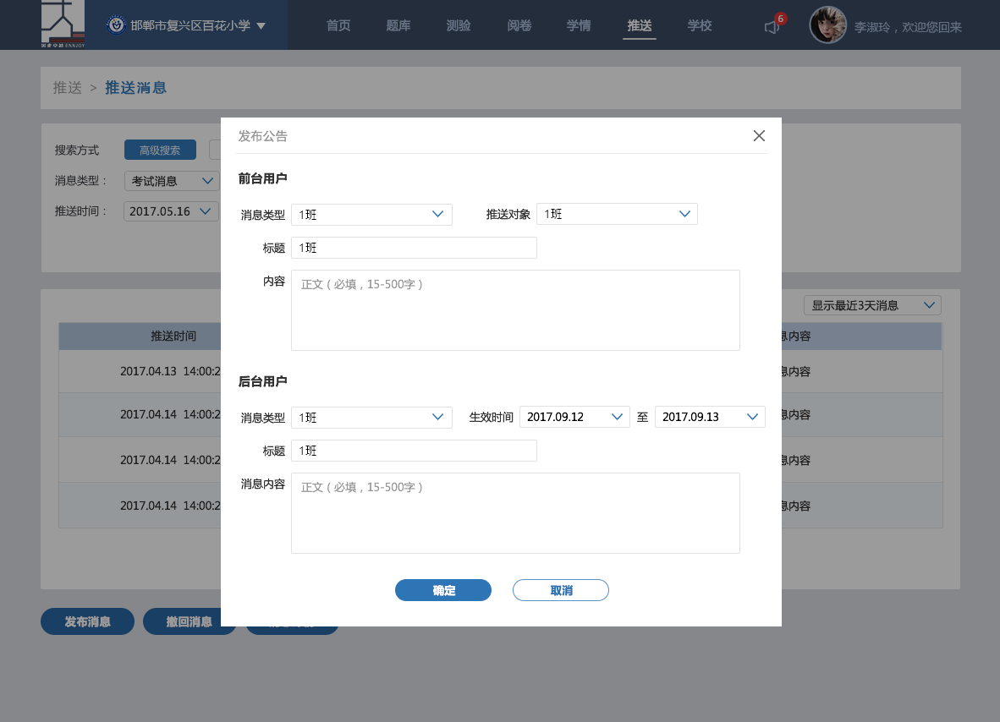 邯郸市复兴区百花小学
首页 题库 测验 阅卷 学情 推送 学校 6 李淑玲，欢迎您回来
推送 > 推送消息
搜索方式 高级搜索
消息类型：考试消息
推送时间：2017.05.16
发布公告
前台用户
消息类型 1班 推送对象 1班
标题 1班
内容 正文（必填，15-500字）
后台用户
消息类型 1班 生效时间 2017.09.12 至 2017.09.13
标题 1班
消息内容 正文（必填，15-500字）
确定 取消
显示最近3天消息
推送时间 息内容
2017.04.13 14:00:2 息内容
2017.04.14 14:00:2 息内容
2017.04.14 14:00:2 息内容
2017.04.14 14:00:2 息内容
发布消息 撤回消息